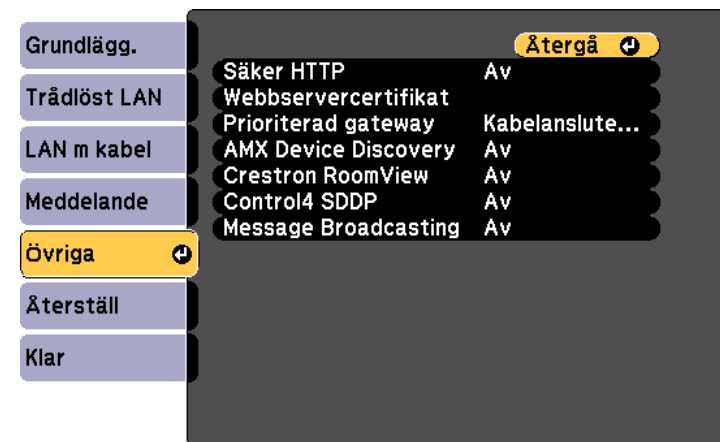 Grundlägg.
Trådlöst LAN
LAN m kabel
Meddelande
Övriga
Återställ
Klar
Återgå
Säker HTTP Av
Webbservercertifikat
Prioriterad gateway Kabelanslute...
AMX Device Discovery Av
Crestron RoomView Av
Control4 SDDP Av
Message Broadcasting Av